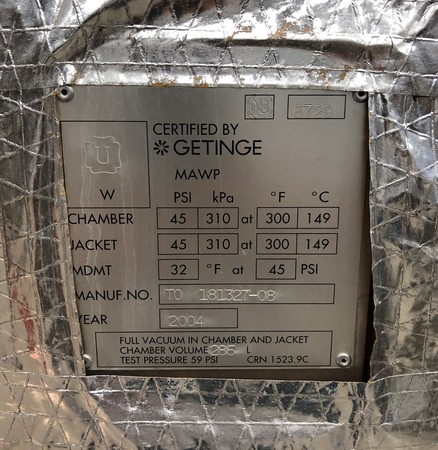 CERTIFIED BY
GETINGE
U
W
MAWP
PSI kPa °F °C
CHAMBER 45 310 at 300 149
JACKET 45 310 at 300 149
MDMT 32 °F at 45 PSI
MANUF.NO. TO 181327-08
YEAR 2004
FULL VACUUM IN CHAMBER AND JACKET
CHAMBER VOLUME L
TEST PRESSURE 59 PSI CRN 1523.9C